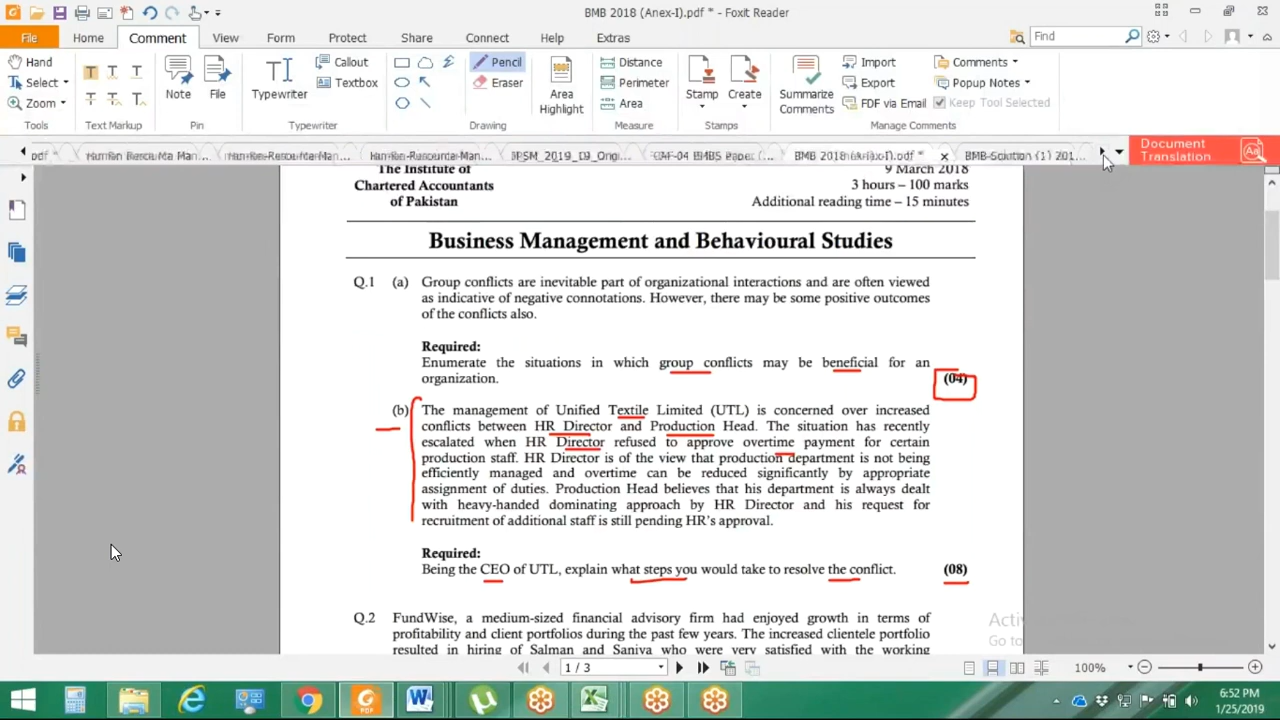 BMB 2018 (Anex-I).pdf * - Foxit Reader
File Home Comment View Form Protect Share Connect Help Extras Find
Hand Select Zoom Tools
Text Markup
Note File Pin
Typewriter Callout Textbox Typewriter
Pencil Eraser Area Highlight Drawing
Distance Perimeter Area Measure
Stamp Create Stamps
Summarize Comments Import Export FDF via Email Comments Popup Notes Keep Tool Selected Manage Comments
pdf * BMB 2018 (Anex-I).pdf * Document Translation
The Institute of 9 March 2018
Chartered Accountants 3 hours – 100 marks
of Pakistan Additional reading time – 15 minutes
Business Management and Behavioural Studies
Q.1 (a) Group conflicts are inevitable part of organizational interactions and are often viewed
as indicative of negative connotations. However, there may be some positive outcomes
of the conflicts also.
Required:
Enumerate the situations in which group conflicts may be beneficial for an
organization. (04)
(b) The management of Unified Textile Limited (UTL) is concerned over increased
conflicts between HR Director and Production Head. The situation has recently
escalated when HR Director refused to approve overtime payment for certain
production staff. HR Director is of the view that production department is not being
efficiently managed and overtime can be reduced significantly by appropriate
assignment of duties. Production Head believes that his department is always dealt
with heavy-handed dominating approach by HR Director and his request for
recruitment of additional staff is still pending HR's approval.
Required:
Being the CEO of UTL, explain what steps you would take to resolve the conflict. (08)
Q.2 FundWise, a medium-sized financial advisory firm had enjoyed growth in terms of
profitability and client portfolios during the past few years. The increased clientele portfolio
resulted in hiring of Salman and Saniya who were very satisfied with the working
Activ
Go to
1 / 3 100%
6:52 PM
1/25/2019